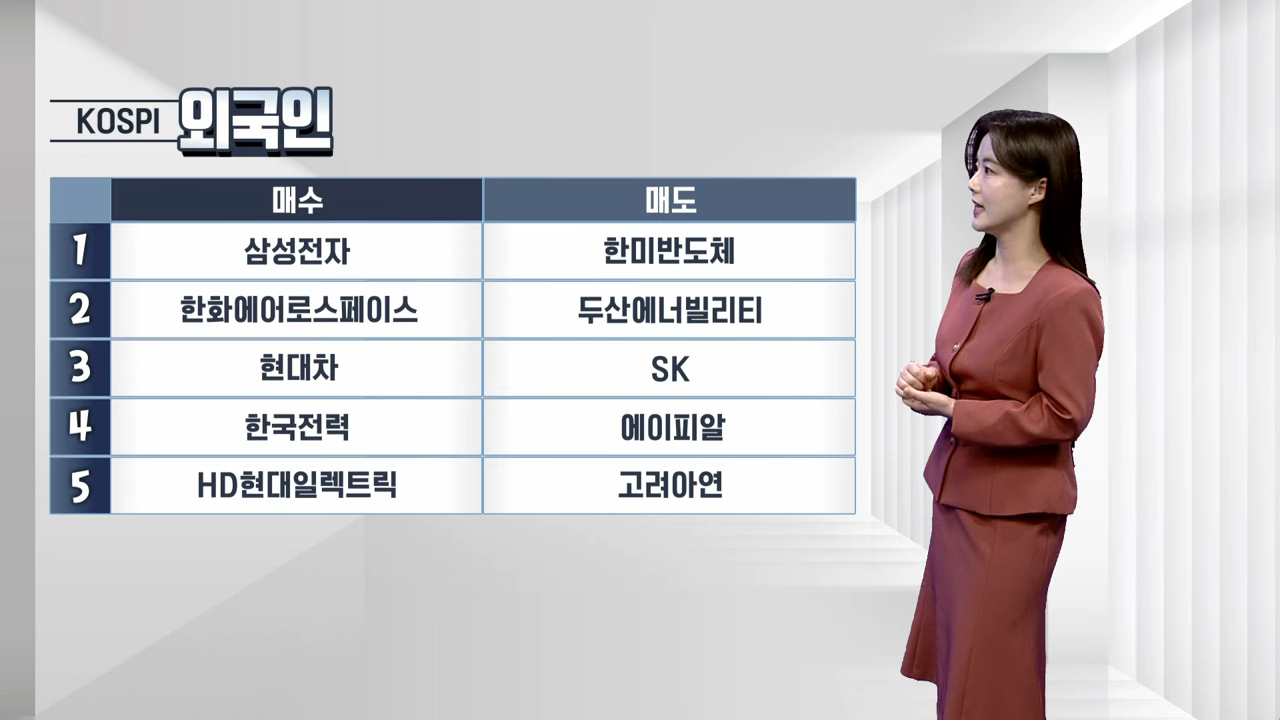 KOSPI 외국인
매수 매도
1 삼성전자 한미반도체
2 한화에어로스페이스 두산에너빌리티
3 현대차 SK
4 한국전력 에이피알
5 HD현대일렉트릭 고려아연